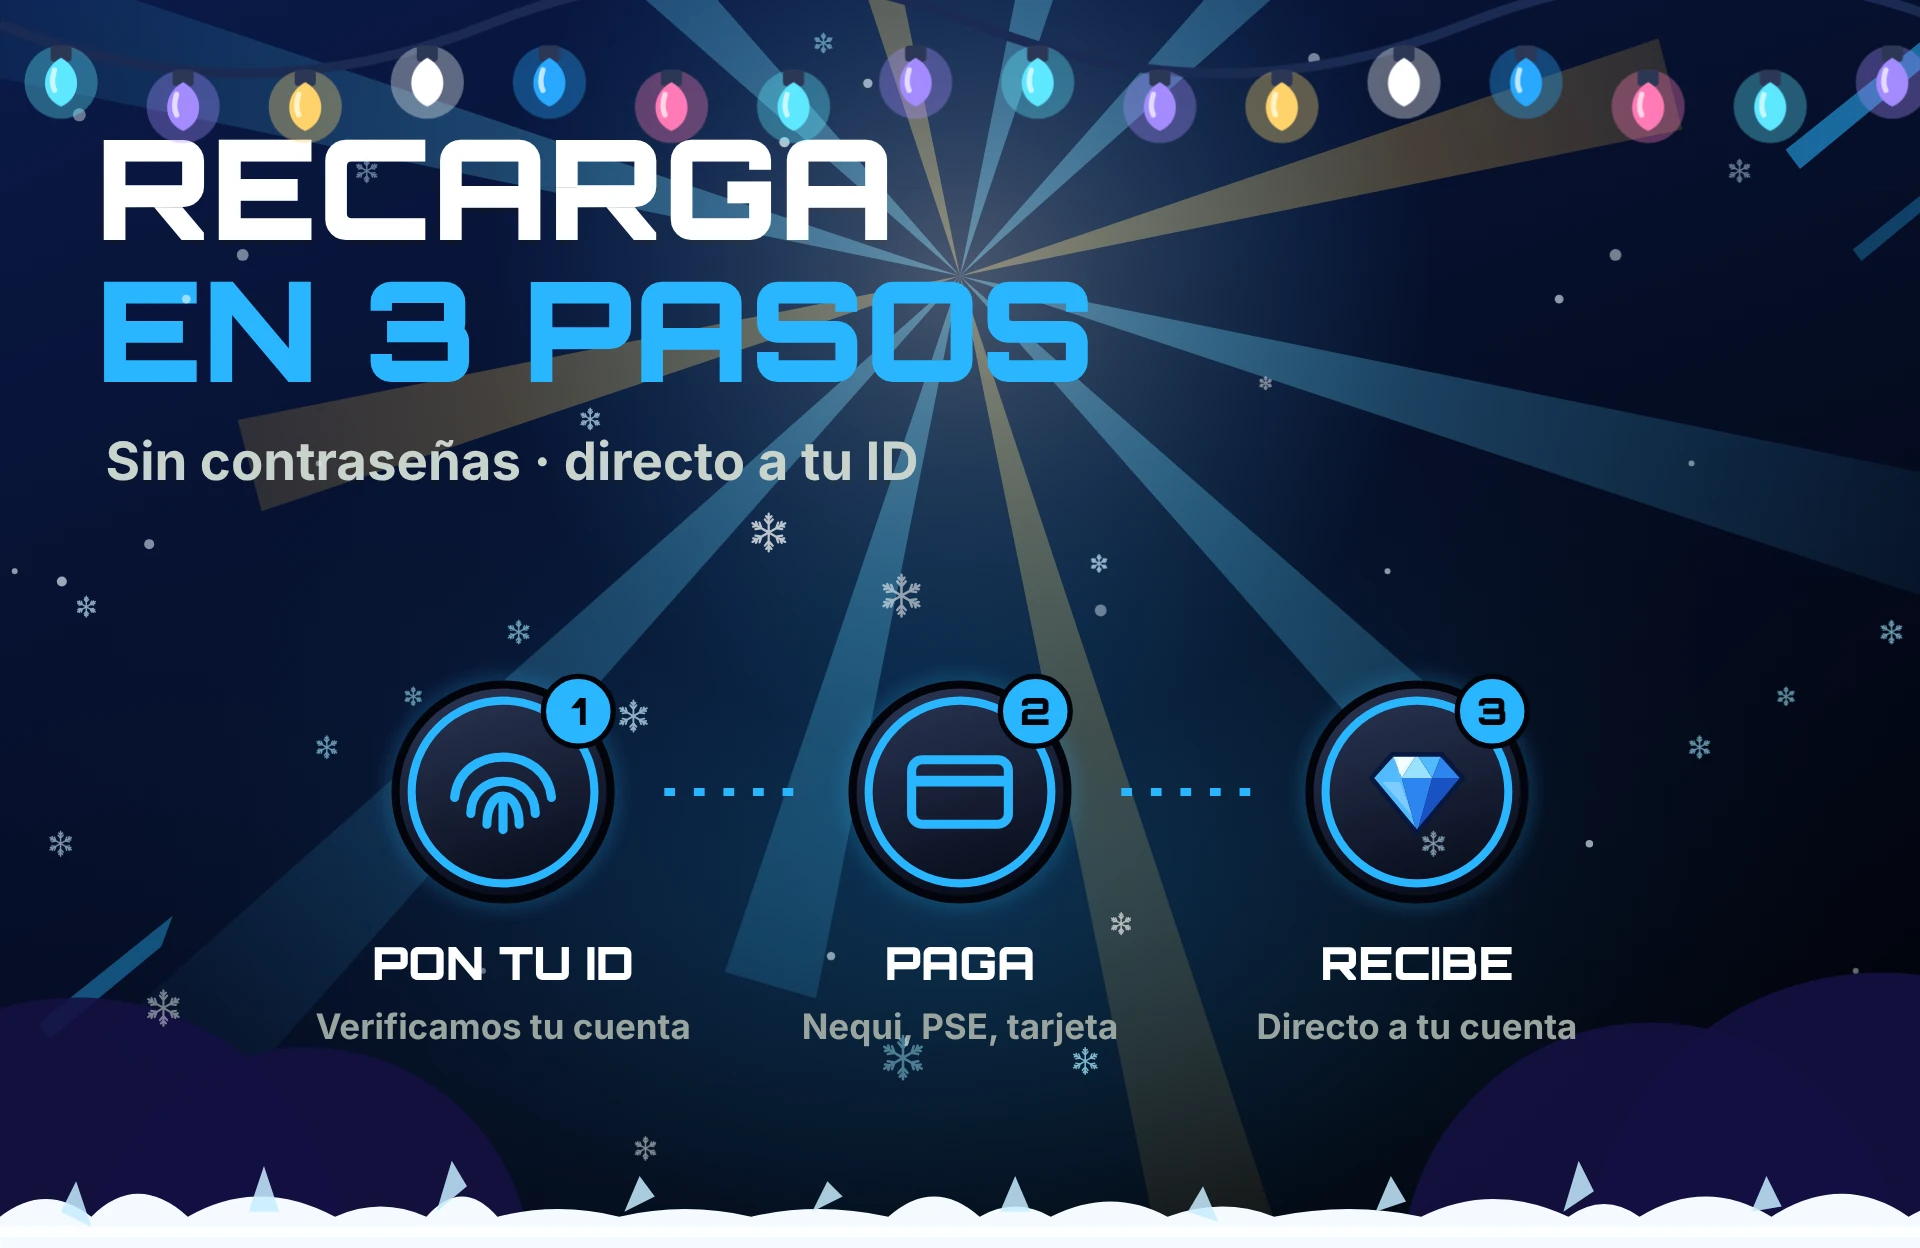 RECARGA
EN 3 PASOS
Sin contraseñas · directo a tu ID
1
2
3
PON TU ID
PAGA
RECIBE
Verificamos tu cuenta
Nequi, PSE, tarjeta
Directo a tu cuenta